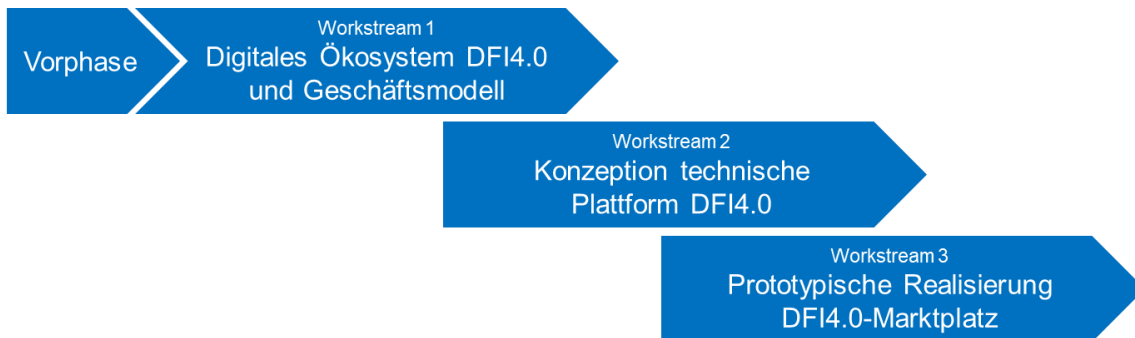 Vorphase
Workstream 1
Digitales Ökosystem DFI4.0
und Geschäftsmodell
Workstream 2
Konzeption technische
Plattform DFI4.0
Workstream 3
Prototypische Realisierung
DFI4.0-Marktplatz